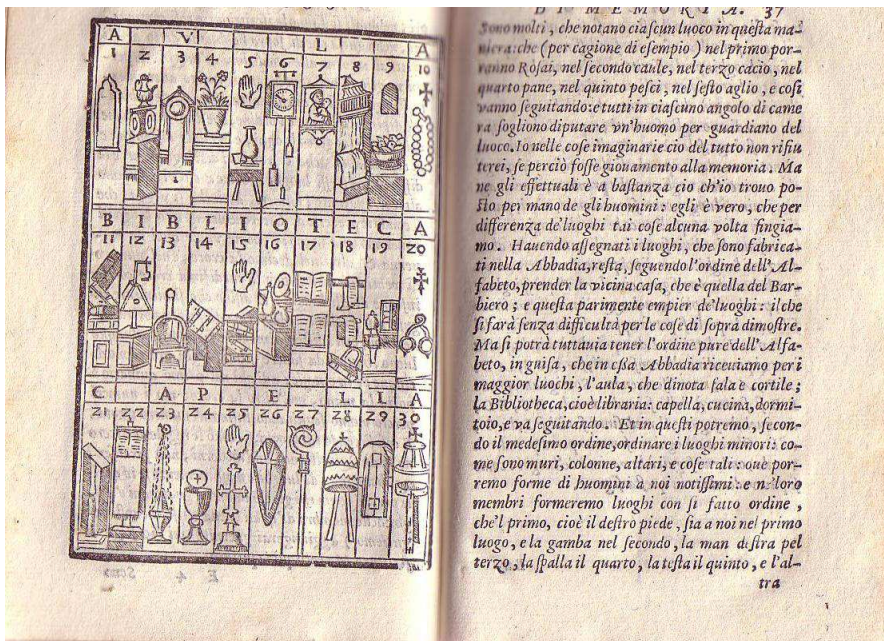 A V L A
1 2 3 4 5 6 7 8 9 10
B I B L I O T E C A
11 12 13 14 15 16 17 18 19 20
C A P E L L A
21 22 23 24 25 26 27 28 29 30
DI MEMORIA. 37
Sono molti, che notano ciaſcun luoco in queſta ma-
niera: che (per cagione di eſempio) nel primo por-
ranno Roſai, nel ſecondo caule, nel terzo cacio, nel
quarto pane, nel quinto peſci, nel ſeſto aglio, e coſi
vanno ſeguitando: e tutti in ciaſcuno angolo di came
ra ſogliono diputare vn'huomo per guardiano del
luoco. Io nelle coſe imaginarie cio del tutto non rifiu
terei, ſe perciò foſſe giouamento alla memoria. Ma
ne gli effettuali è a baſtanza cio ch'io trouo po-
ſto per mano de gli huomini: egli è vero, che per
differenza de'luoghi tai coſe alcuna volta fingia-
mo. Hauendo aſſegnati i luoghi, che ſono fabrica-
ti nella Abbadia, reſta, ſeguendo l'ordine dell'Al-
fabeto, prender la vicina caſa, che è quella del Bar-
biero; e queſta parimente empier de'luoghi: ilche
ſi farà ſenza difficultà per le coſe di ſopra dimoſtre.
Ma ſi potrà tuttauia tener l'ordine pure dell'Alfa-
beto, in guiſa, che in eſſa Abbadia riceuiamo per i
maggior luochi, l'aula, che dinota ſala e cortile;
la Bibliotheca, cioè libraria: capella, cucina, dormi-
toio, e va ſeguitando. Et in queſti potremo, ſecon-
do il medeſimo ordine, ordinare i luoghi minori: co-
me ſono muri, colonne, altari, e coſe tali: ouè por-
remo forme di huomini a noi notiſſimi: e ne'loro
membri formeremo luoghi con ſi fatto ordine,
che'l primo, cioè il deſtro piede, ſia a noi nel primo
luogo, e la gamba nel ſecondo, la man deſtra pel
terzo, la ſpalla il quarto, la teſta il quinto, e l'al-
tra